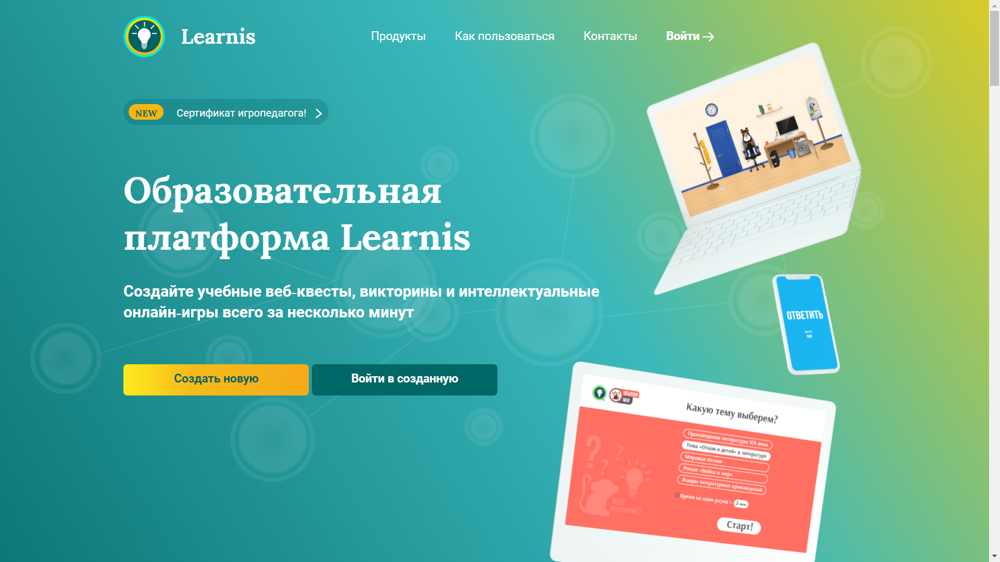 Learnis
Продукты
Как пользоваться
Контакты
Войти
NEW
Сертификат игропедагога!
Образовательная
платформа Learnis
Создайте учебные веб-квесты, викторины и интеллектуальные
онлайн-игры всего за несколько минут
Создать новую
Войти в созданную
ОТВЕТИТЬ
ОБЪЯСНИ
МНЕ
Какую тему выберем?
Произведения литературы XIX века
Тема «Отцов и детей» в литературе
Мировая поэзия
Роман «Война и мир»
Жанры литературных произведений
Время на один раунд = 2 мин.
ЖДУ
ОБЪЯСНЕНИЙ)
Старт!